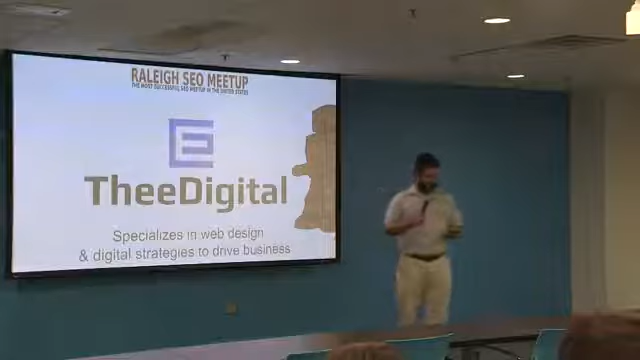 RALEIGH SEO MEETUP
THE MOST SUCCESSFUL SEO MEETUP IN THE UNITED STATES
TheeDigital
Specializes in web design
& digital strategies to drive business